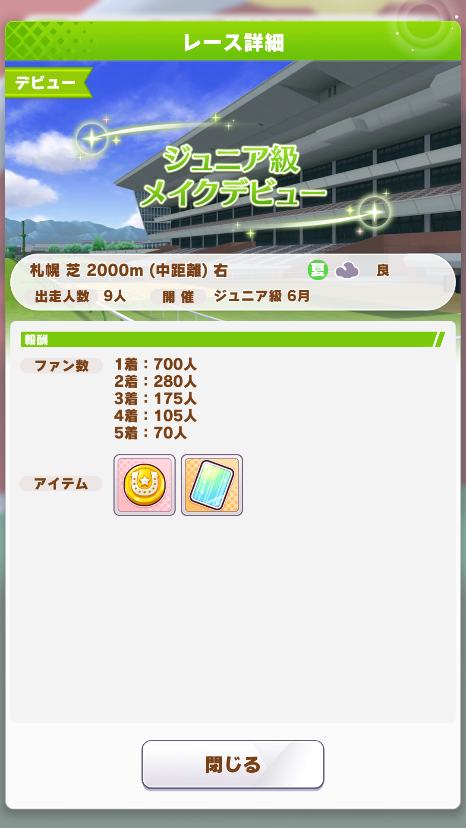 レース詳細
デビュー
ジュニア級
メイクデビュー
札幌 芝 2000m (中距離) 右 夏 良
出走人数 9人 開催 ジュニア級 6月
報酬
ファン数 1着：700人
2着：280人
3着：175人
4着：105人
5着：70人
アイテム
閉じる